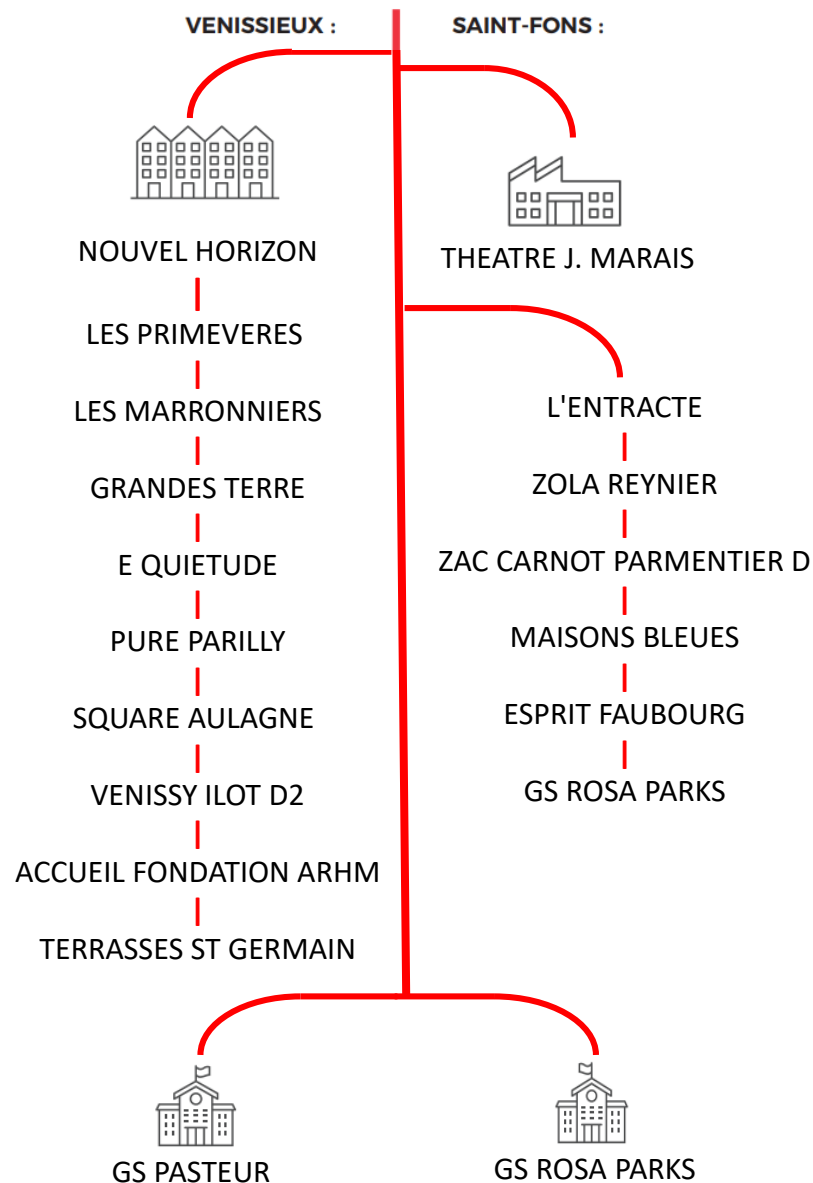 VENISSIEUX :
NOUVEL HORIZON
LES PRIMEVERES
LES MARRONNIERS
GRANDES TERRE
E QUIETUDE
PURE PARILLY
SQUARE AULAGNE
VENISSY ILOT D2
ACCUEIL FONDATION ARHM
TERRASSES ST GERMAIN
GS PASTEUR
SAINT-FONS :
THEATRE J. MARAIS
L'ENTRACTE
ZOLA REYNIER
ZAC CARNOT PARMENTIER D
MAISONS BLEUES
ESPRIT FAUBOURG
GS ROSA PARKS
GS ROSA PARKS